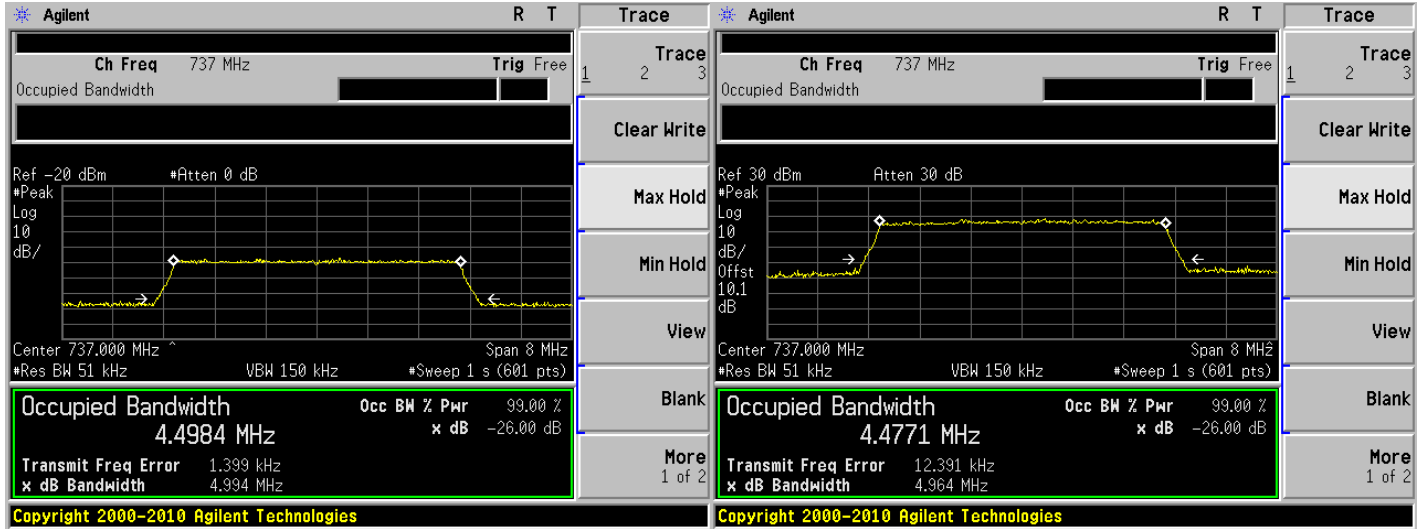 Agilent R T Trace
Ch Freq 737 MHz Trig Free
Occupied Bandwidth
Trace
1 2 3
Clear Write
Max Hold
Min Hold
View
Blank
More
1 of 2
Ref -20 dBm #Atten 0 dB
#Peak
Log
10
dB/
Center 737.000 MHz ^ Span 8 MHz
#Res BW 51 kHz VBW 150 kHz #Sweep 1 s (601 pts)
Occupied Bandwidth Occ BW % Pwr 99.00 %
4.4984 MHz x dB -26.00 dB
Transmit Freq Error 1.399 kHz
x dB Bandwidth 4.994 MHz
Copyright 2000-2010 Agilent Technologies
Agilent R T Trace
Ch Freq 737 MHz Trig Free
Occupied Bandwidth
Trace
1 2 3
Clear Write
Max Hold
Min Hold
View
Blank
More
1 of 2
Ref 30 dBm Atten 30 dB
#Peak
Log
10
dB/
Offst
10.1
dB
Center 737.000 MHz Span 8 MHz
#Res BW 51 kHz VBW 150 kHz #Sweep 1 s (601 pts)
Occupied Bandwidth Occ BW % Pwr 99.00 %
4.4771 MHz x dB -26.00 dB
Transmit Freq Error 12.391 kHz
x dB Bandwidth 4.964 MHz
Copyright 2000-2010 Agilent Technologies